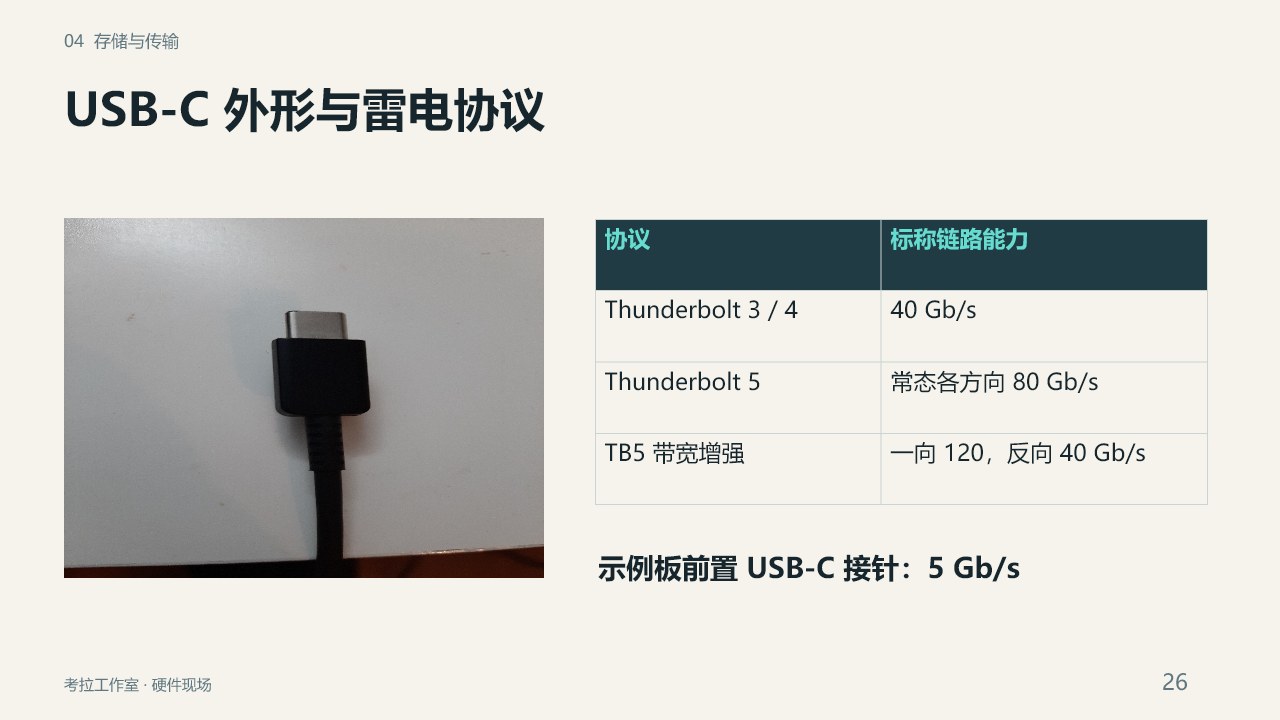 04 存储与传输
USB-C 外形与雷电协议
协议 标称链路能力
Thunderbolt 3 / 4 40 Gb/s
Thunderbolt 5 常态各方向 80 Gb/s
TB5 带宽增强 一向 120，反向 40 Gb/s
示例板前置 USB-C 接针：5 Gb/s
考拉工作室 · 硬件现场
26